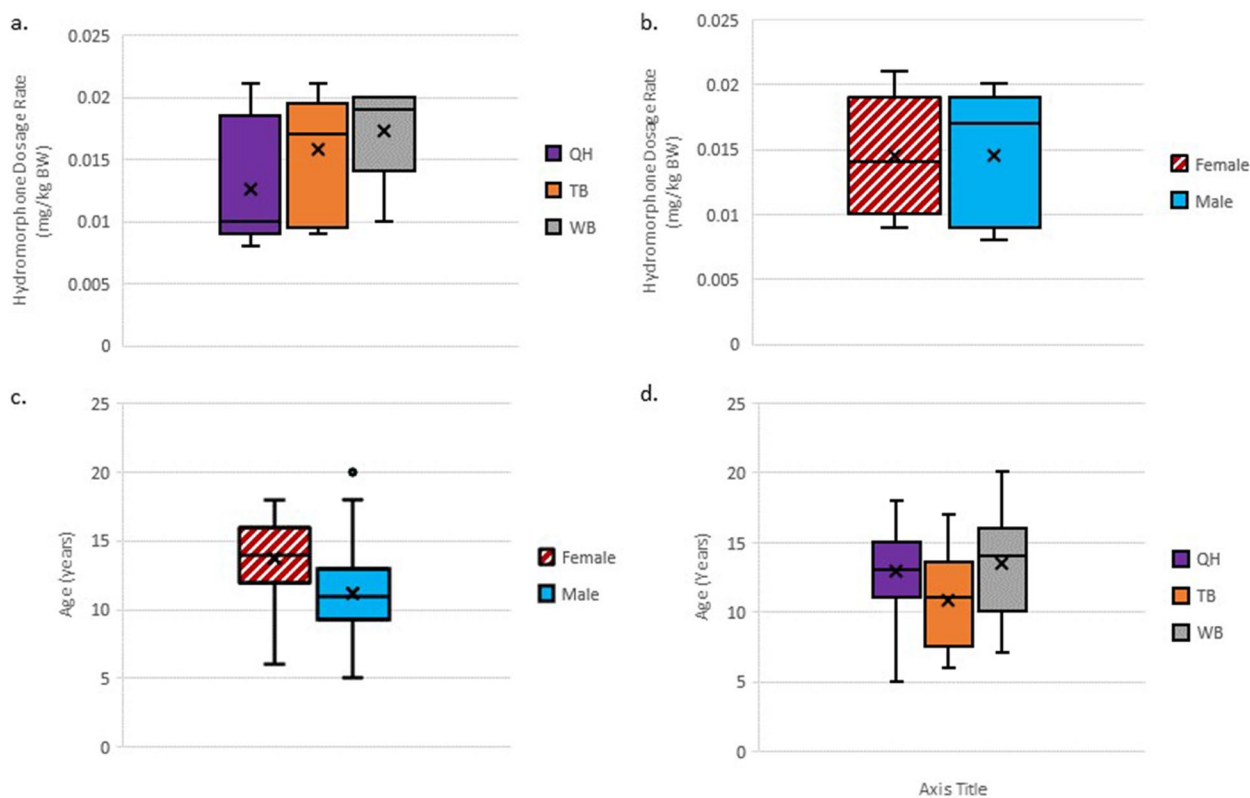 a.
0.025
0.02
0.015
0.01
0.005
0
Hydromorphone Dosage Rate
(mg/kg BW)
QH
TB
WB
b.
0.025
0.02
0.015
0.01
0.005
0
Hydromorphone Dosage Rate
(mg/kg BW)
Female
Male
c.
25
20
15
10
5
0
Age (years)
Female
Male
d.
25
20
15
10
5
0
Age (Years)
QH
TB
WB
Axis Title